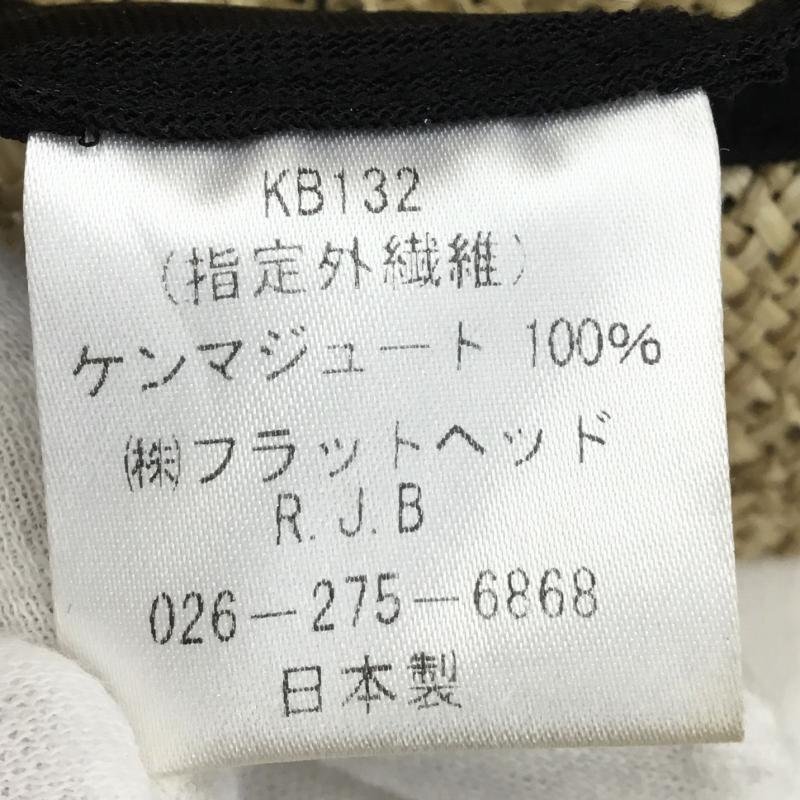 KB132
（指定外繊維）
ケンマジュート 100%
㈱フラットヘッド
R.J.B
026－275－6868
日本製